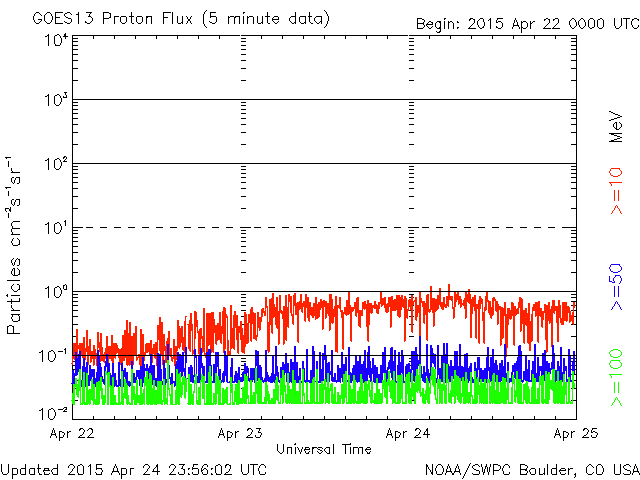 GOES13 Proton Flux (5 minute data) Begin: 2015 Apr 22 0000 UTC
10⁴
10³
10²
10¹
10⁰
10⁻¹
10⁻²
Particles cm⁻²s⁻¹sr⁻¹
MeV
>=10
>=50
>=100
Apr 22 Apr 23 Apr 24 Apr 25
Universal Time
Updated 2015 Apr 24 23:56:02 UTC NOAA/SWPC Boulder, CO USA